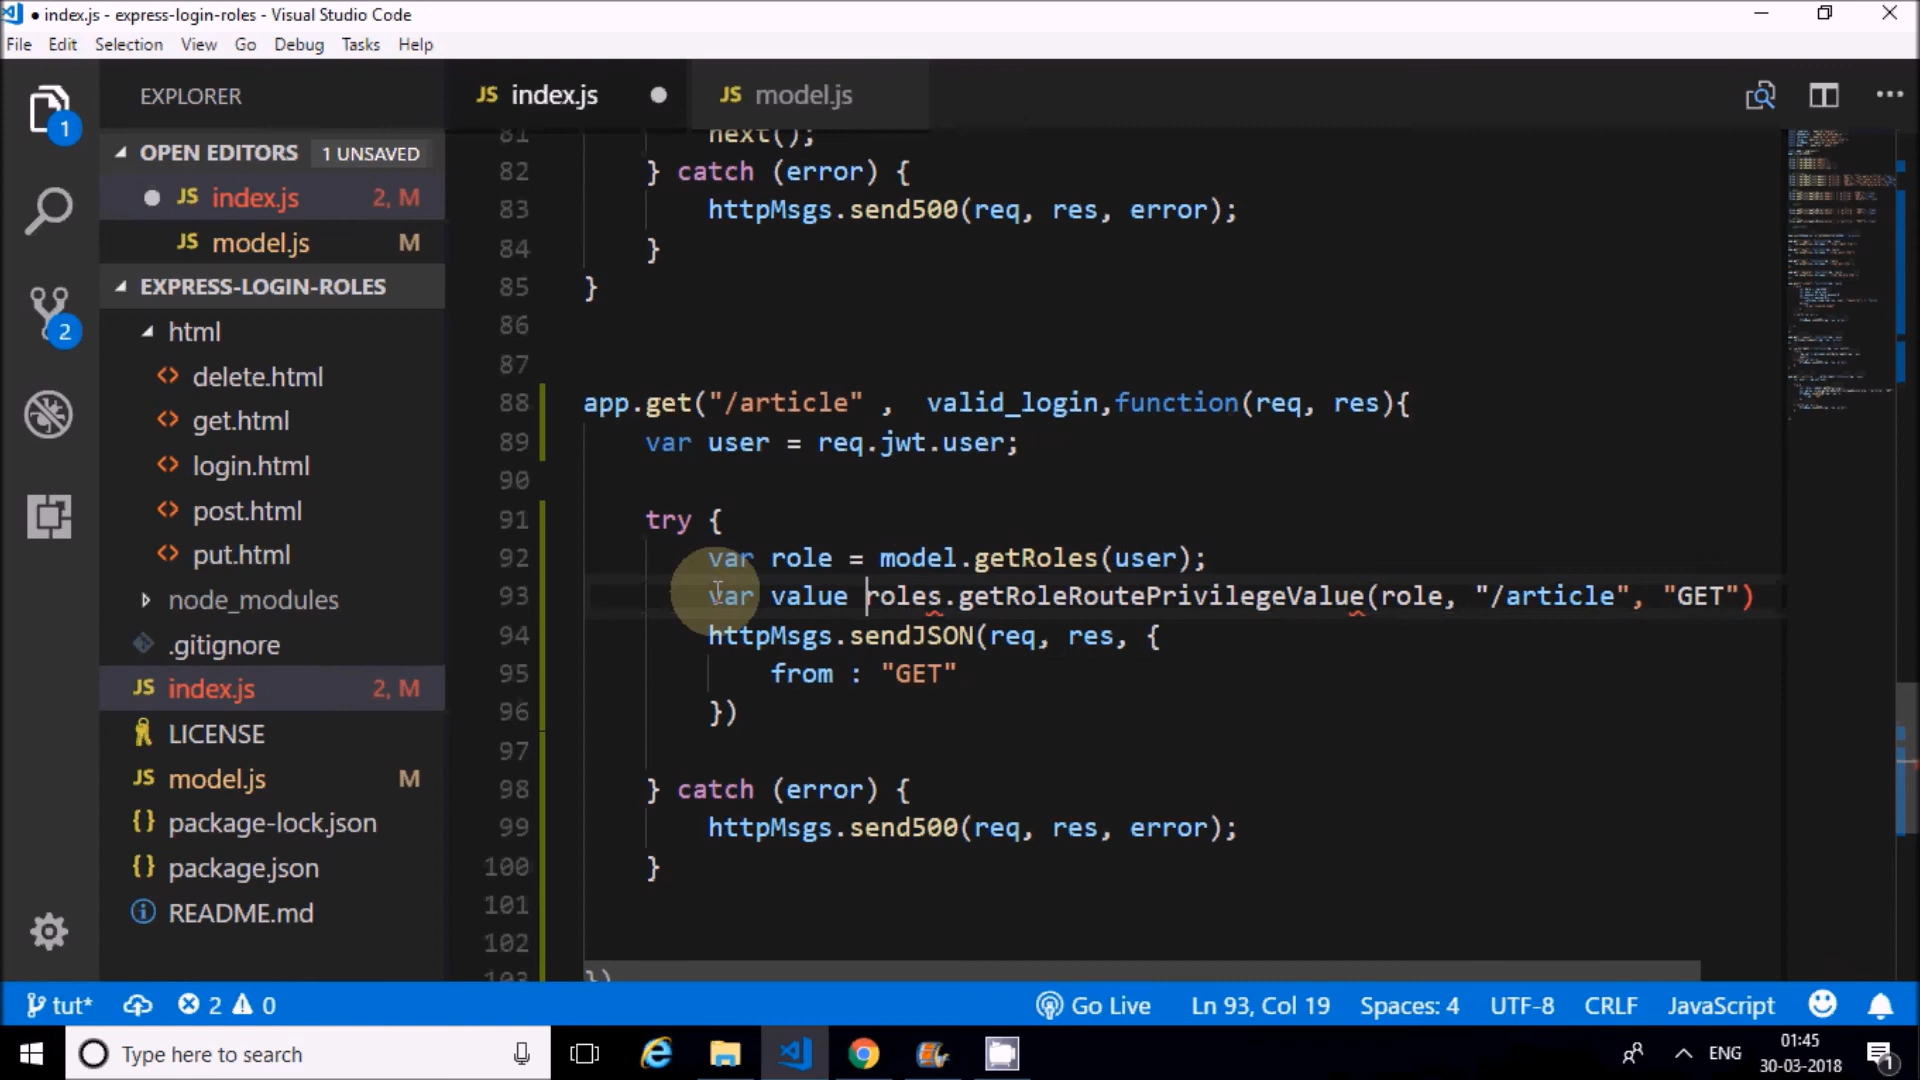 index.js - express-login-roles - Visual Studio Code
File Edit Selection View Go Debug Tasks Help
EXPLORER
OPEN EDITORS 1 UNSAVED
JS index.js 2, M
JS model.js M
EXPRESS-LOGIN-ROLES
html
<> delete.html
<> get.html
<> login.html
<> post.html
<> put.html
node_modules
.gitignore
JS index.js 2, M
LICENSE
JS model.js M
{} package-lock.json
{} package.json
README.md
1
2
JS index.js
JS model.js
81 next();
82 } catch (error) {
83 httpMsgs.send500(req, res, error);
84 }
85 }
86
87
88 app.get("/article" ,  valid_login,function(req, res){
89 var user = req.jwt.user;
90
91 try {
92 var role = model.getRoles(user);
93 var value roles.getRoleRoutePrivilegeValue(role, "/article", "GET")
94 httpMsgs.sendJSON(req, res, {
95 from : "GET"
96 })
97
98 } catch (error) {
99 httpMsgs.send500(req, res, error);
100 }
101
102
103 })
tut* 2 0 Go Live Ln 93, Col 19 Spaces: 4 UTF-8 CRLF JavaScript
Type here to search
ENG
01:45
30-03-2018
1